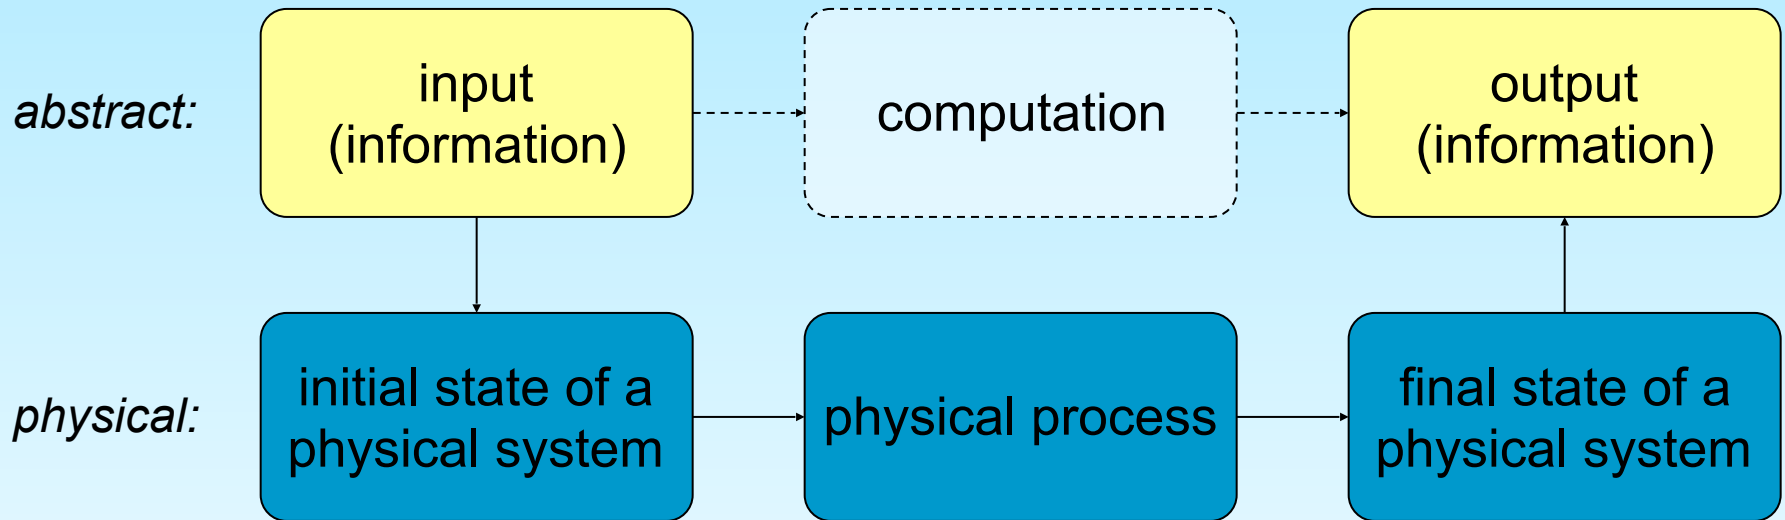 abstract:
input
(information)
computation
output
(information)
physical:
initial state of a
physical system
physical process
final state of a
physical system